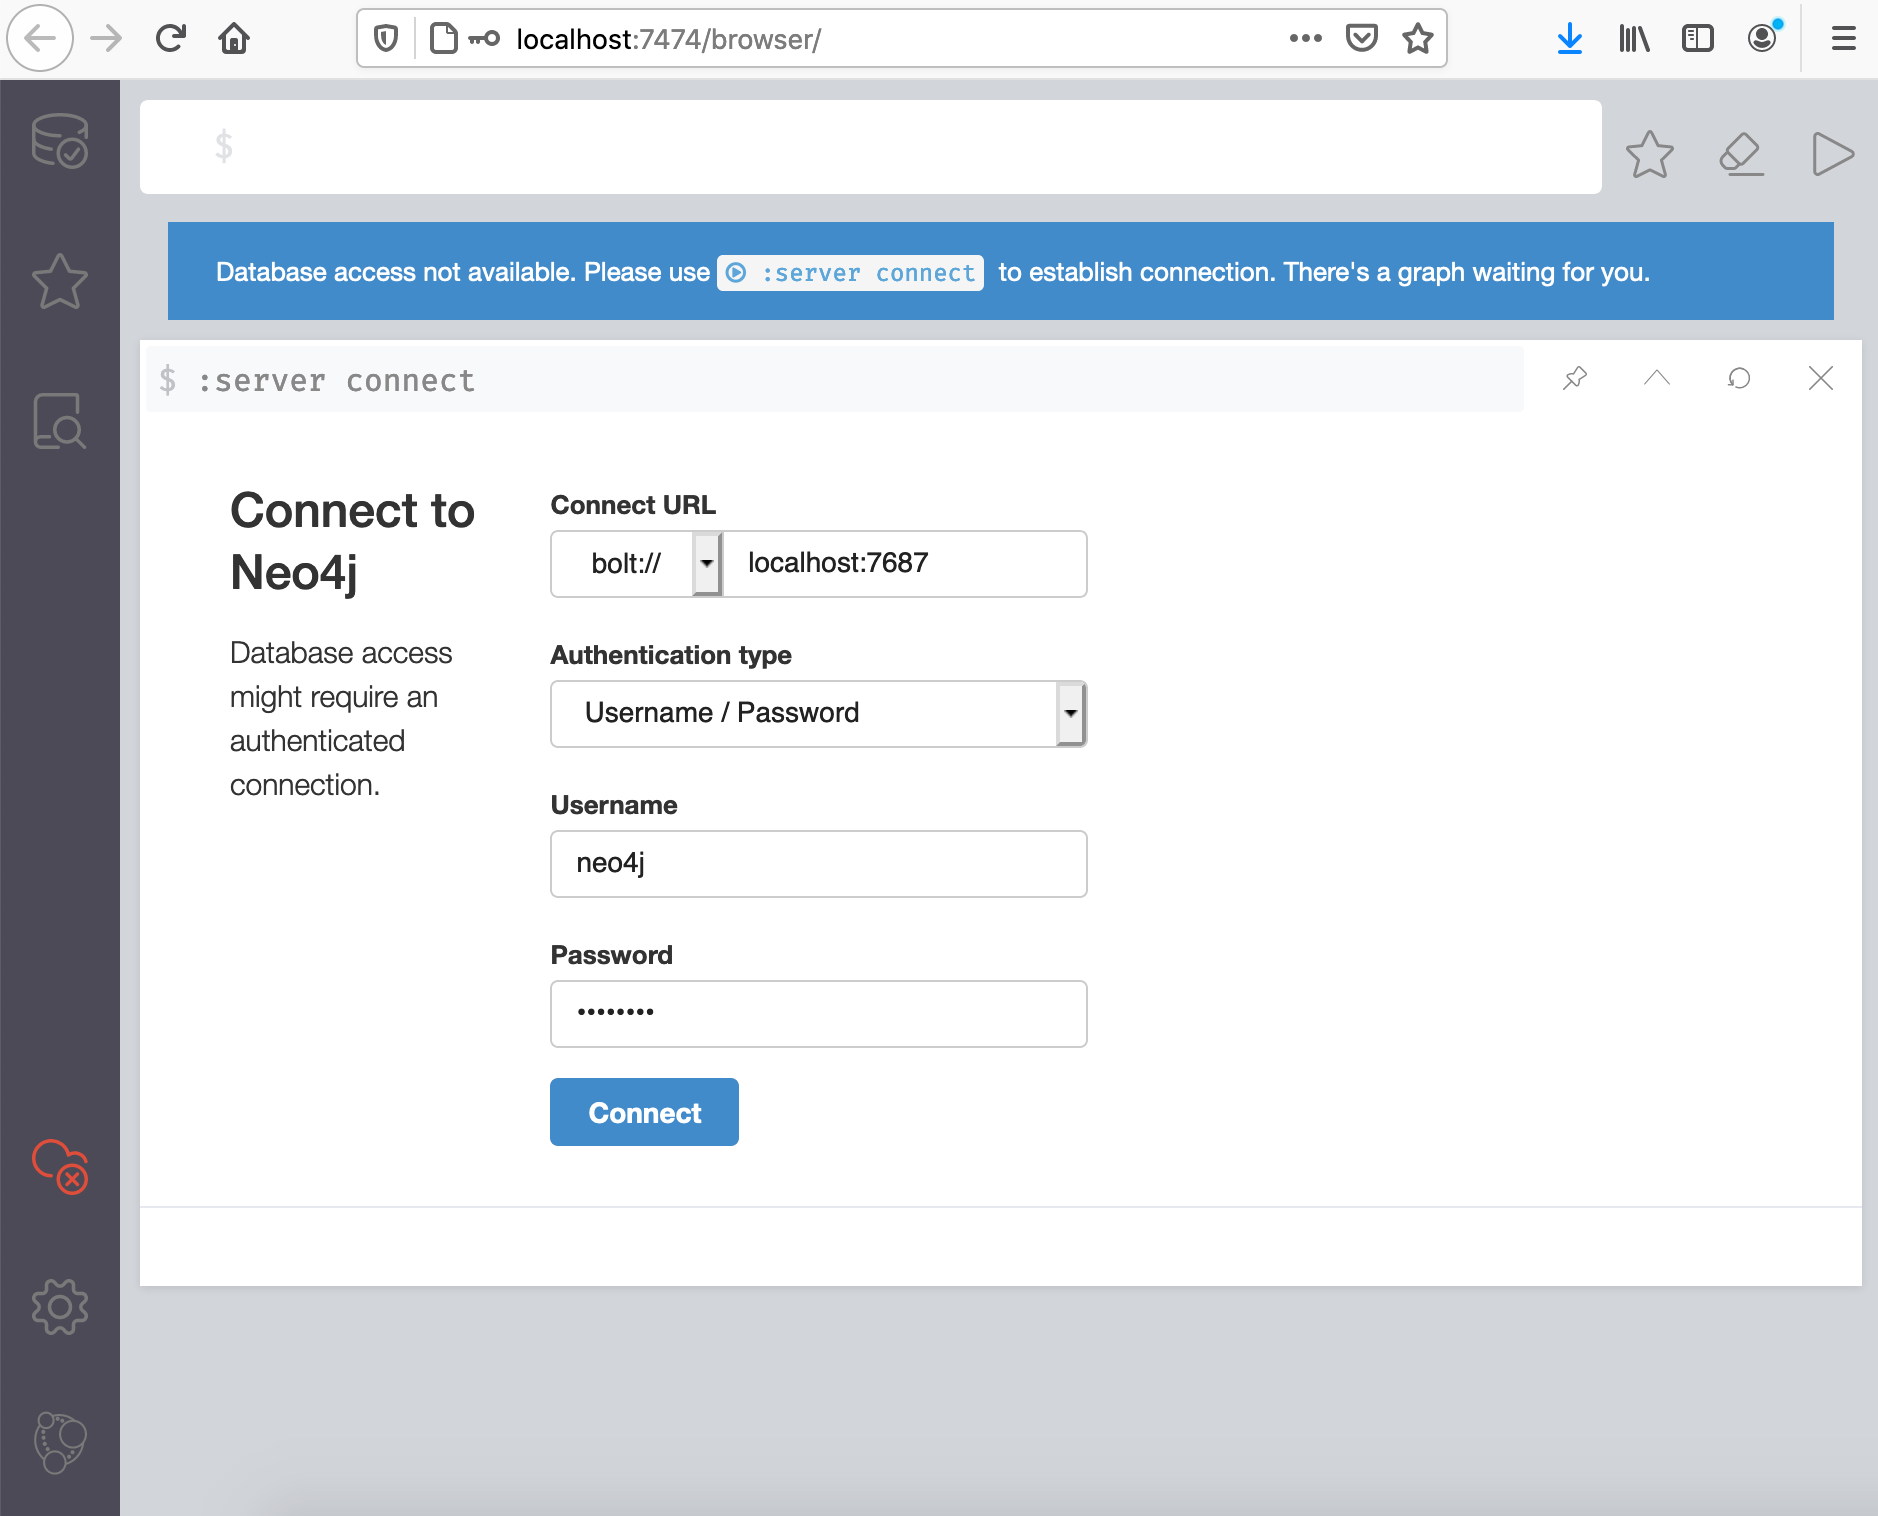 localhost:7474/browser/
$
Database access not available. Please use :server connect to establish connection. There's a graph waiting for you.
$ :server connect
Connect to
Neo4j
Database access
might require an
authenticated
connection.
Connect URL
bolt:// localhost:7687
Authentication type
Username / Password
Username
neo4j
Password
••••••••
Connect